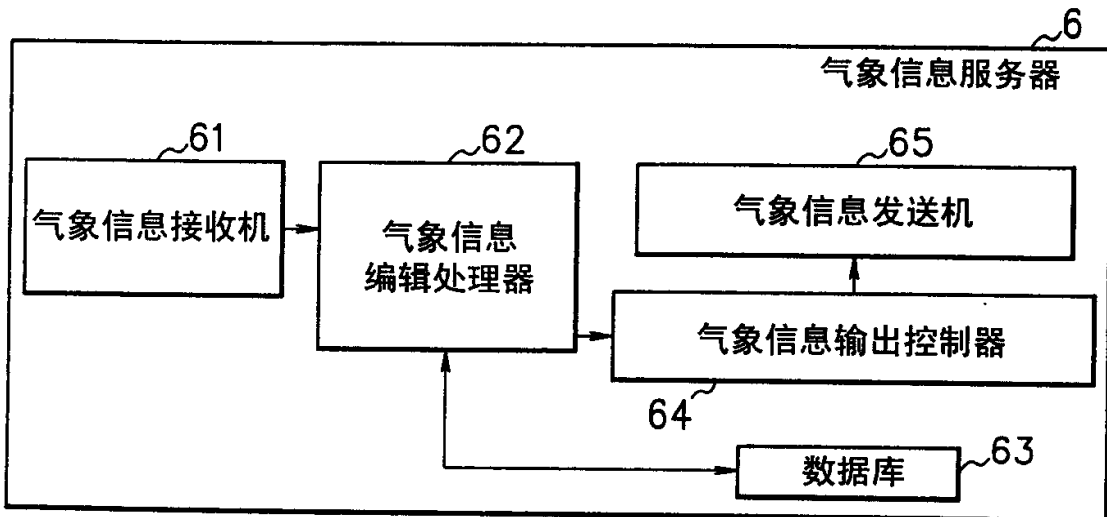 6
气象信息服务器
61
气象信息接收机
62
气象信息
编辑处理器
65
气象信息发送机
气象信息输出控制器
64
数据库
63